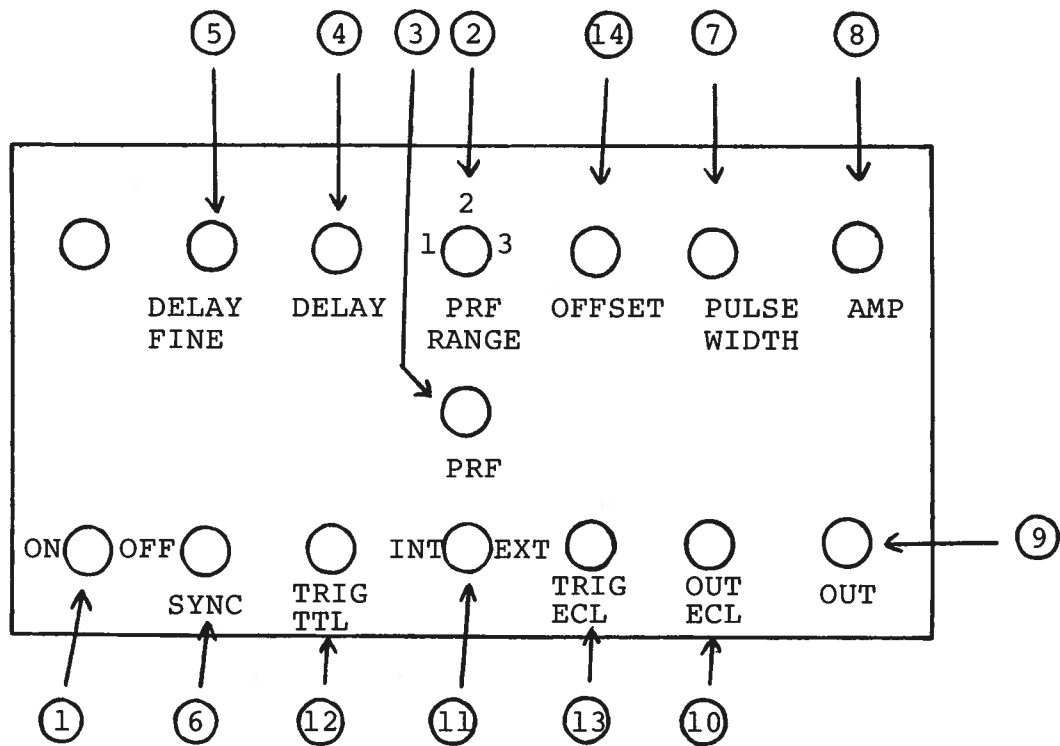 5 4 3 2 14 7 8
2
1 3
DELAY DELAY PRF OFFSET PULSE AMP
FINE RANGE WIDTH
PRF
ON OFF INT EXT 9
SYNC TRIG TRIG OUT OUT
TTL ECL ECL
1 6 12 11 13 10